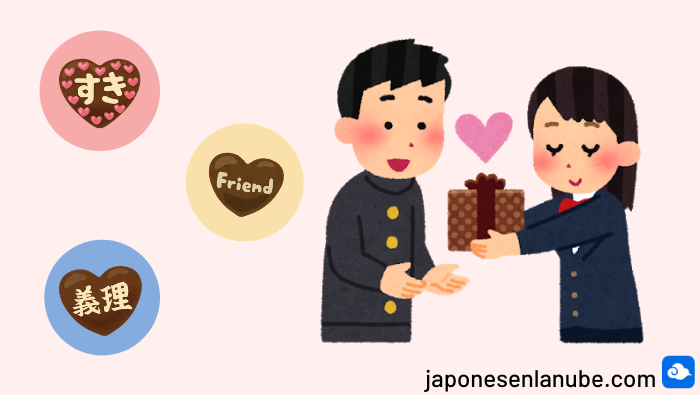 すき
Friend
義理
japonesenlanube.com